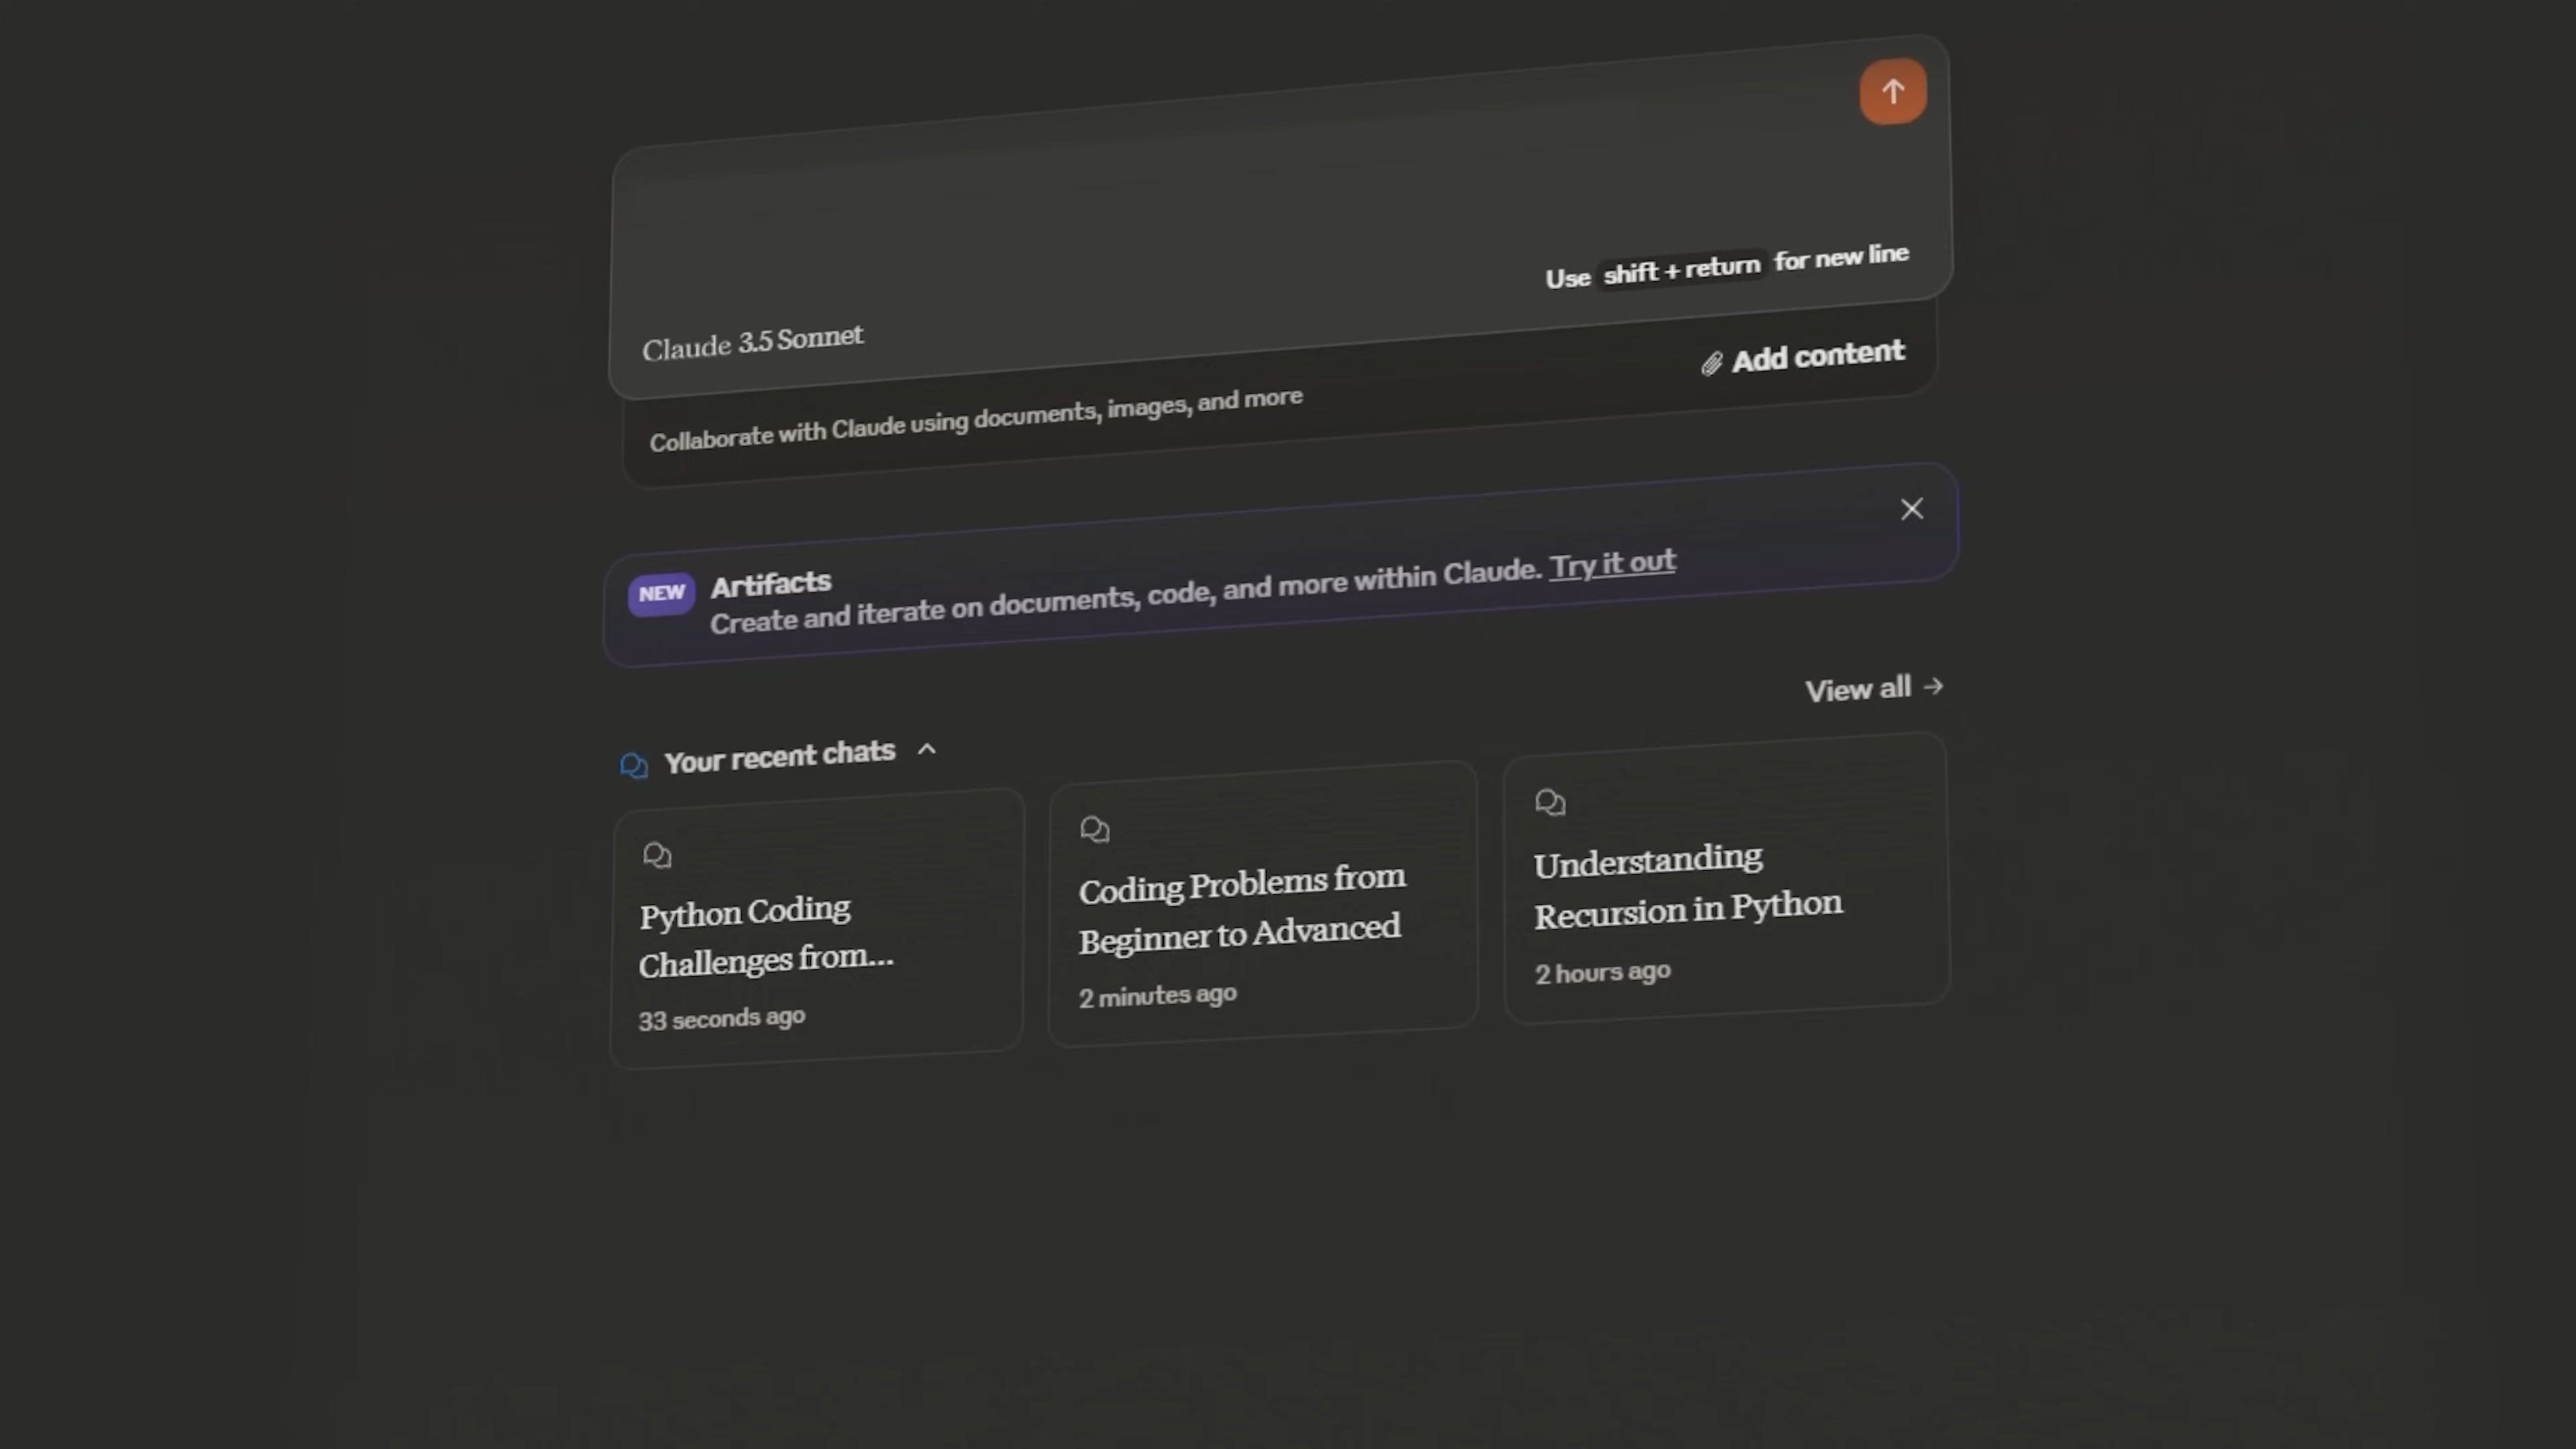 Use shift + return for new line
Claude 3.5 Sonnet
Collaborate with Claude using documents, images, and more
Add content
NEW
Artifacts
Create and iterate on documents, code, and more within Claude. Try it out
View all
Your recent chats
Python Coding
Challenges from...
33 seconds ago
Coding Problems from
Beginner to Advanced
2 minutes ago
Understanding
Recursion in Python
2 hours ago